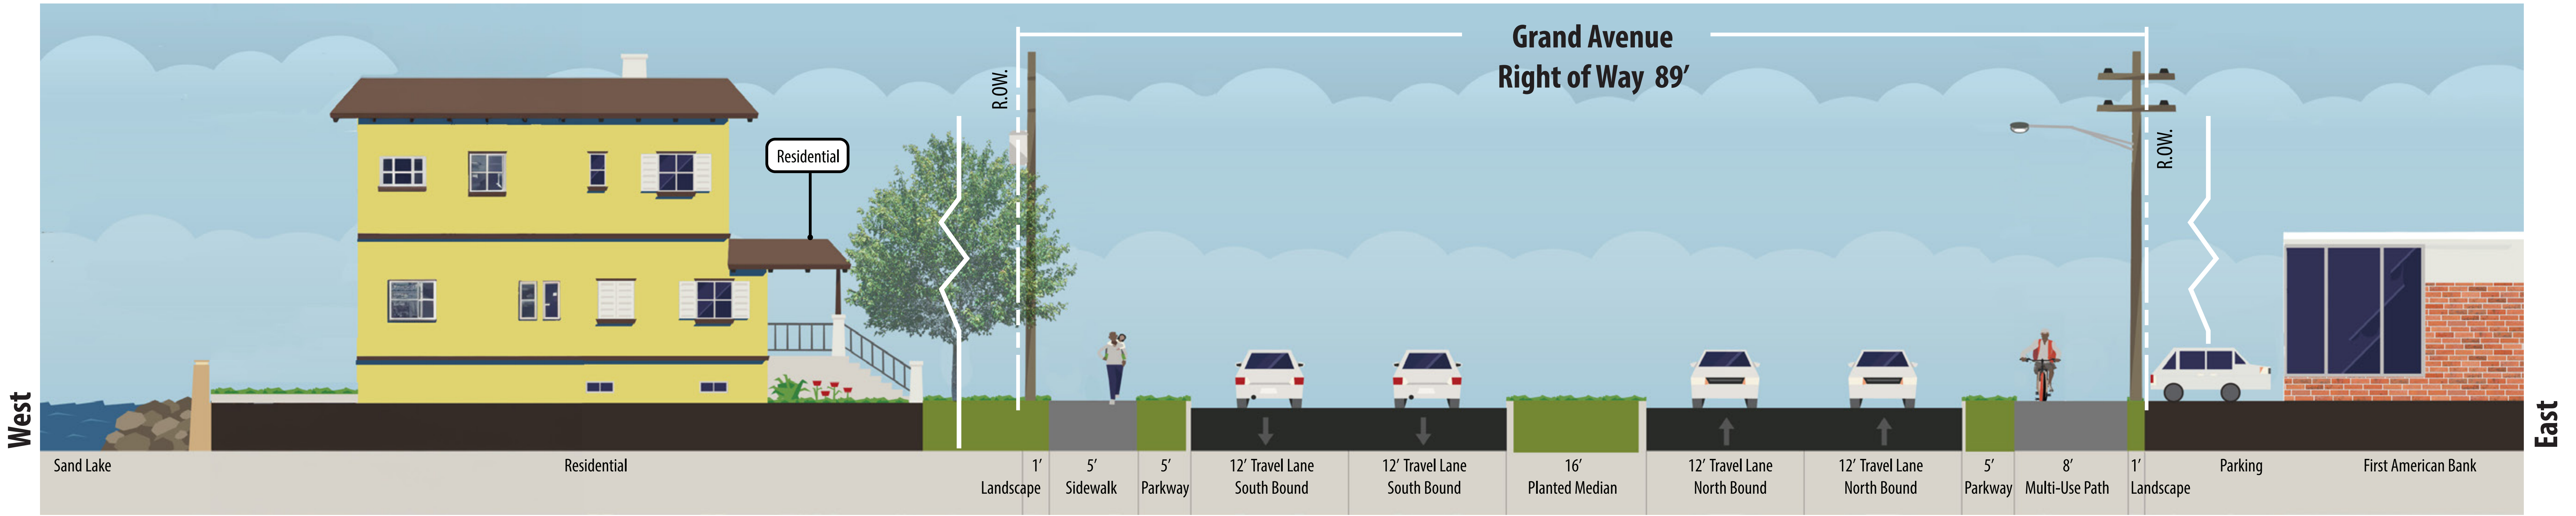 Grand Avenue
Right of Way 89′
R.OW.
R.OW.
Residential
West
East
Sand Lake
Residential
1′
Landscape
5′
Sidewalk
5′
Parkway
12′ Travel Lane
South Bound
12′ Travel Lane
South Bound
16′
Planted Median
12′ Travel Lane
North Bound
12′ Travel Lane
North Bound
5′
Parkway
8′
Multi-Use Path
1′
Landscape
Parking
First American Bank